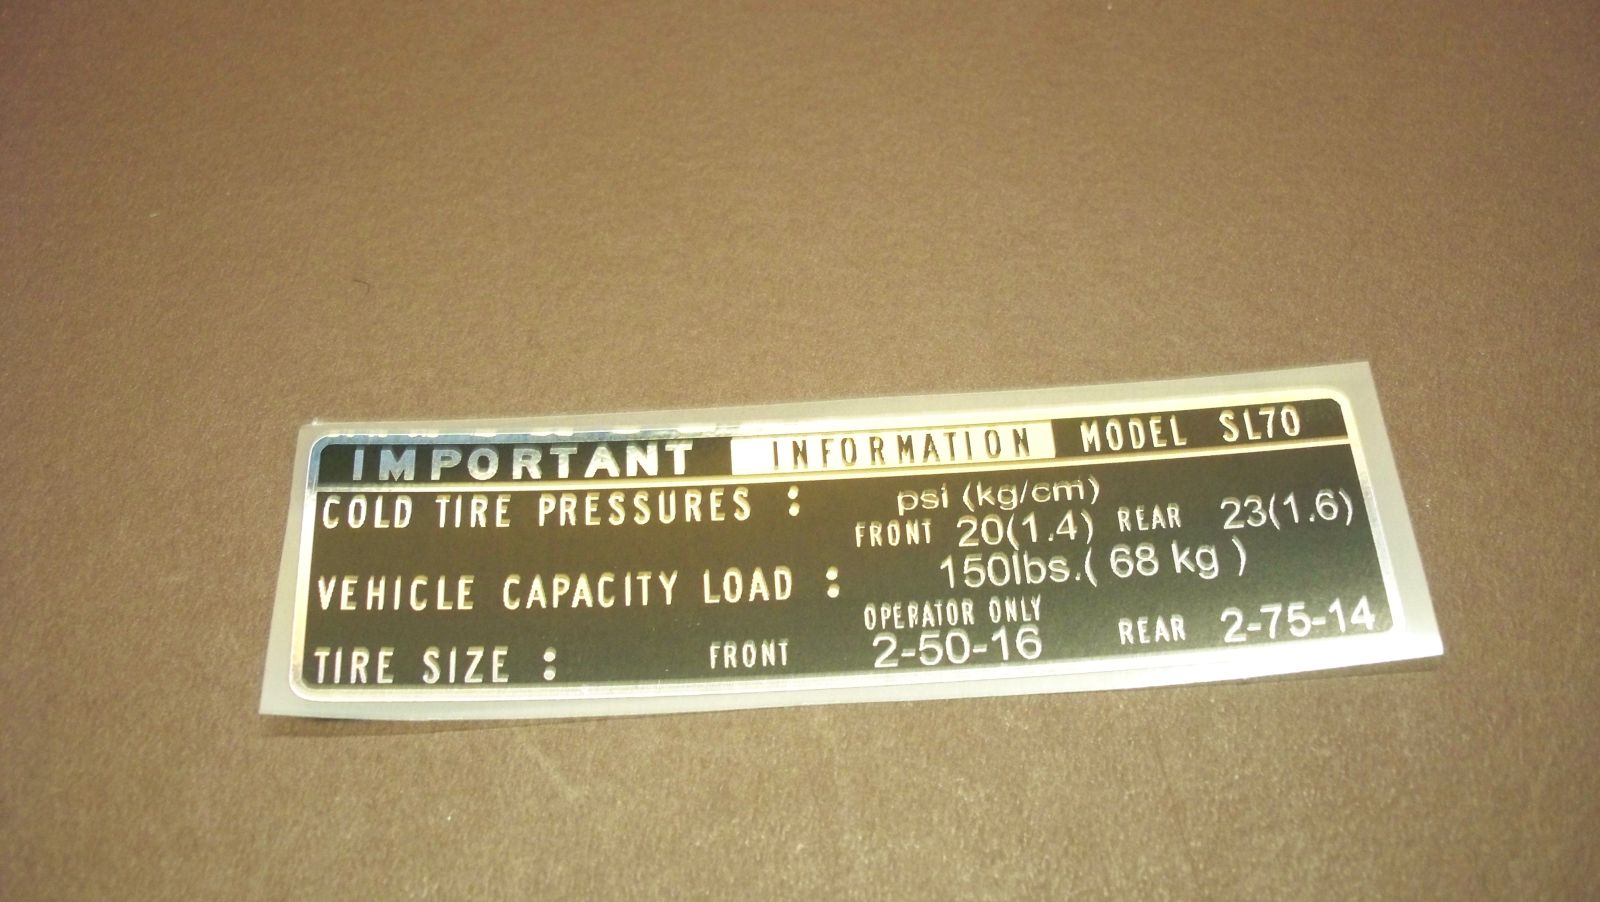 IMPORTANT INFORMATION MODEL SL70
COLD TIRE PRESSURES : psi (kg/cm)
FRONT 20(1.4) REAR 23(1.6)
VEHICLE CAPACITY LOAD : 150lbs.( 68 kg )
OPERATOR ONLY
TIRE SIZE : FRONT 2-50-16 REAR 2-75-14